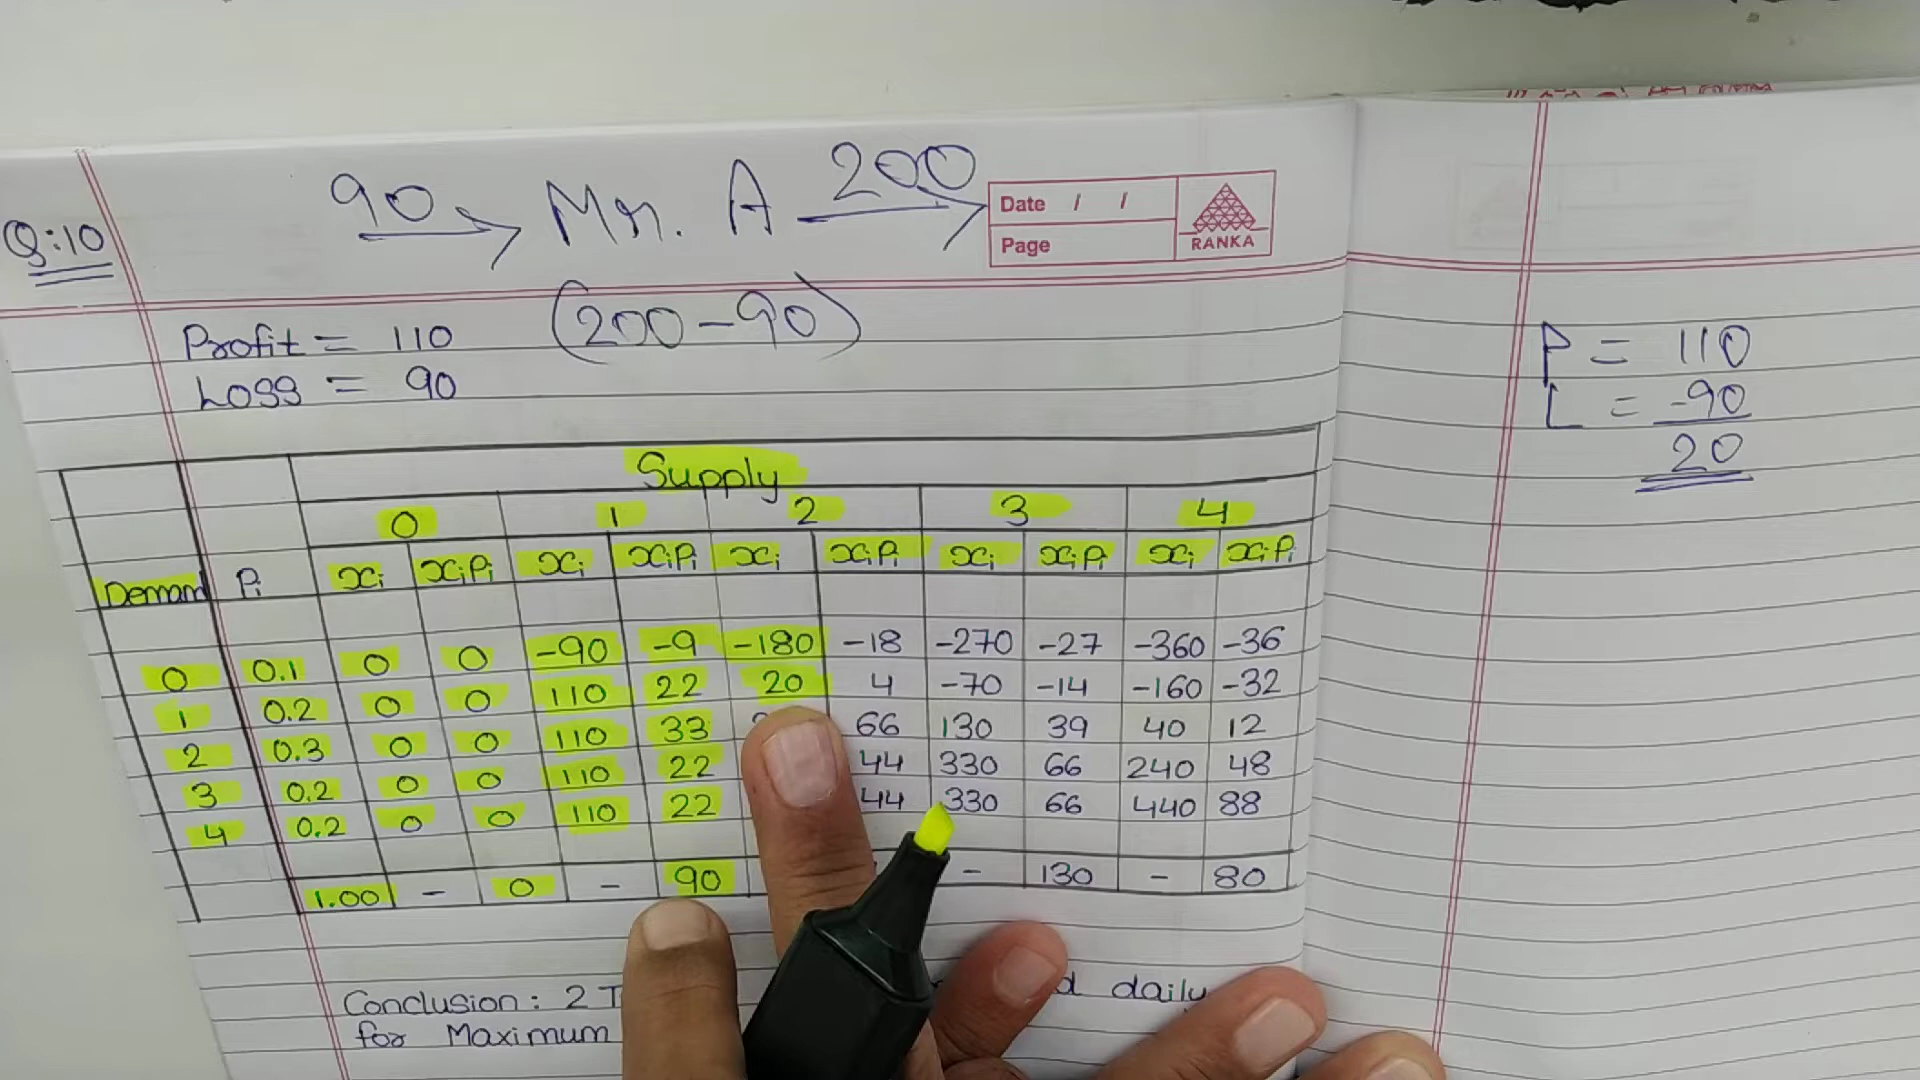 Q:10
90 → Mr. A 200 →
Date / /
Page
RANKA
Profit = 110 (200-90)
Loss = 90
P = 110
L = -90
20
Supply
0 1 2 3 4
Demand Pi xi xiPi xi xiPi xi xiPi xi xiPi xi xiPi
0 0.1 0 0 -90 -9 -180 -18 -270 -27 -360 -36
1 0.2 0 0 110 22 20 4 -70 -14 -160 -32
2 0.3 0 0 110 33 66 130 39 40 12
3 0.2 0 0 110 22 44 330 66 240 48
4 0.2 0 0 110 22 44 330 66 440 88
1.00 - 0 - 90 - 130 - 80
Conclusion: 2 daily
for Maximum